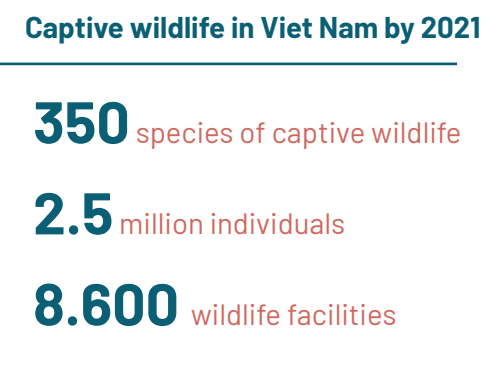 Captive wildlife in Viet Nam by 2021
350 species of captive wildlife
2.5 million individuals
8.600 wildlife facilities